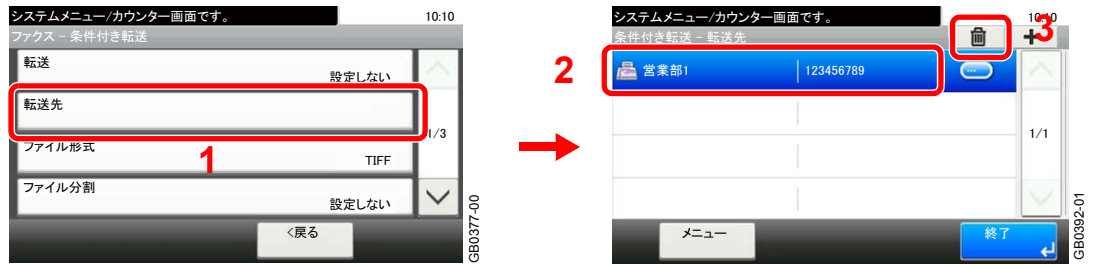 システムメニュー/カウンター画面です。
10:10
ファクス - 条件付き転送
転送
設定しない
転送先
1/3
ファイル形式
TIFF
1
ファイル分割
設定しない
<戻る
GB0377-00
システムメニュー/カウンター画面です。
10:10
3
条件付き転送 - 転送先
2
営業部1
123456789
1/1
メニュー
終了
GB0392-01